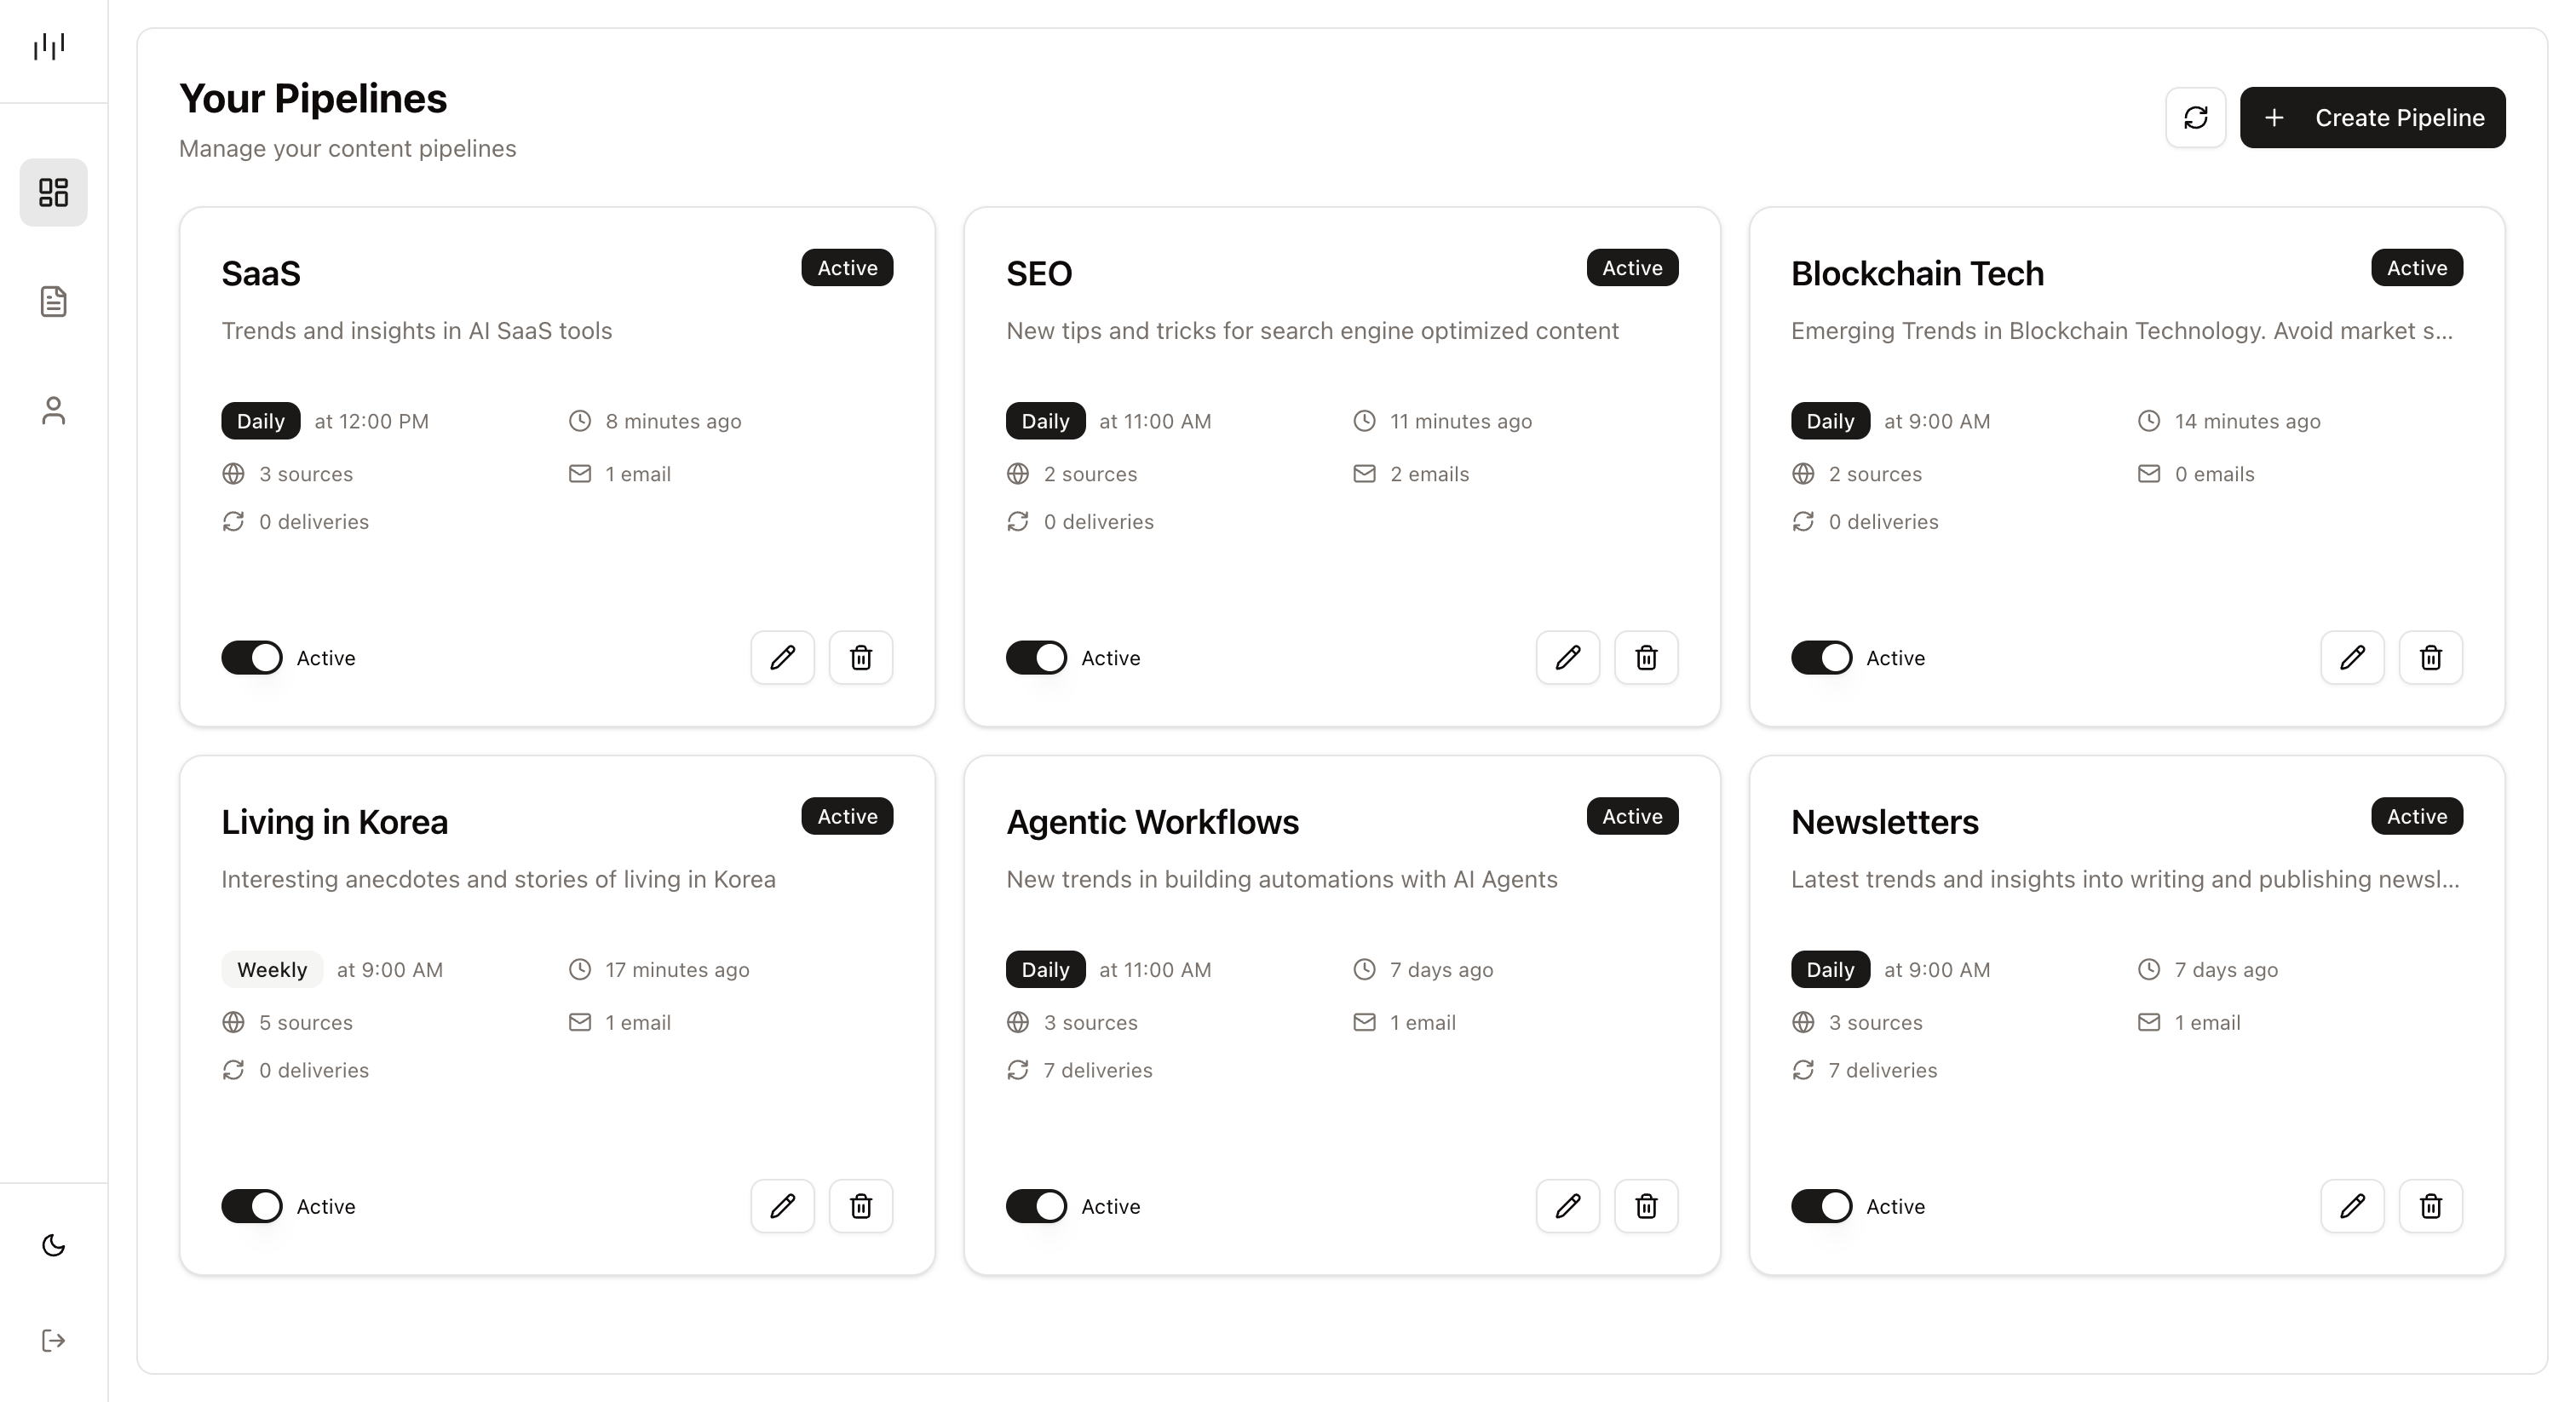 Your Pipelines
Manage your content pipelines
Create Pipeline
SaaS
Active
Trends and insights in AI SaaS tools
Daily at 12:00 PM
8 minutes ago
3 sources
1 email
0 deliveries
Active
SEO
Active
New tips and tricks for search engine optimized content
Daily at 11:00 AM
11 minutes ago
2 sources
2 emails
0 deliveries
Active
Blockchain Tech
Active
Emerging Trends in Blockchain Technology. Avoid market s...
Daily at 9:00 AM
14 minutes ago
2 sources
0 emails
0 deliveries
Active
Living in Korea
Active
Interesting anecdotes and stories of living in Korea
Weekly at 9:00 AM
17 minutes ago
5 sources
1 email
0 deliveries
Active
Agentic Workflows
Active
New trends in building automations with AI Agents
Daily at 11:00 AM
7 days ago
3 sources
1 email
7 deliveries
Active
Newsletters
Active
Latest trends and insights into writing and publishing newsl...
Daily at 9:00 AM
7 days ago
3 sources
1 email
7 deliveries
Active